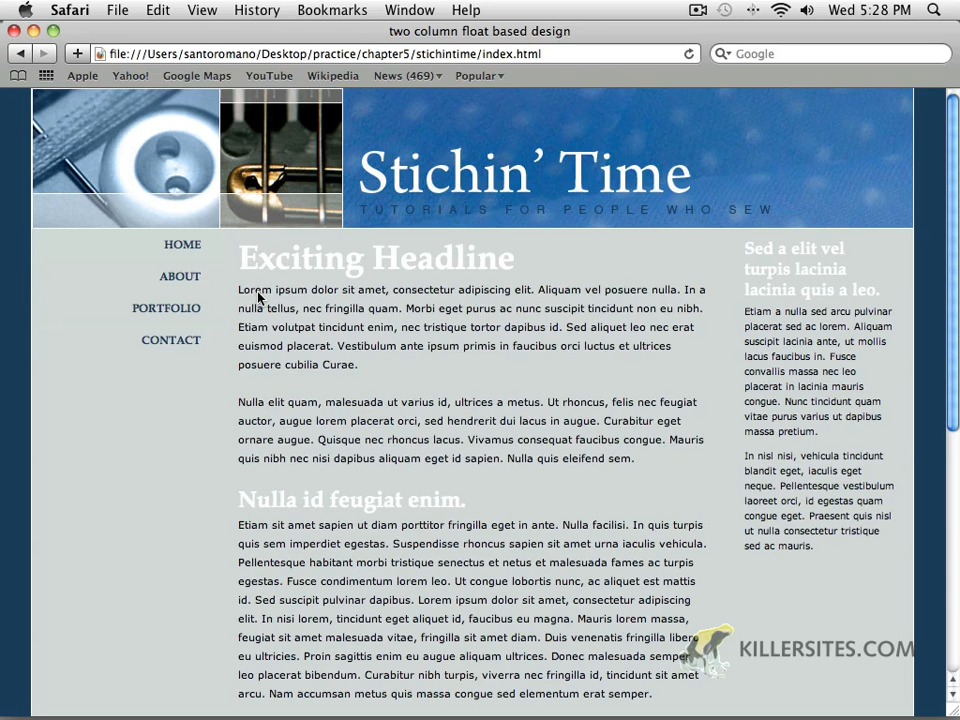 Safari File Edit View History Bookmarks Window Help Wed 5:28 PM
two column float based design
file:///Users/santoromano/Desktop/practice/chapter5/stichintime/index.html Google
Apple Yahoo! Google Maps YouTube Wikipedia News (469) Popular
Stichin’ Time
TUTORIALS FOR PEOPLE WHO SEW
HOME
ABOUT
PORTFOLIO
CONTACT
Exciting Headline
Lorem ipsum dolor sit amet, consectetur adipiscing elit. Aliquam vel posuere nulla. In a
nulla tellus, nec fringilla quam. Morbi eget purus ac nunc suscipit tincidunt non eu nibh.
Etiam volutpat tincidunt enim, nec tristique tortor dapibus id. Sed aliquet leo nec erat
euismod placerat. Vestibulum ante ipsum primis in faucibus orci luctus et ultrices
posuere cubilia Curae.
Nulla elit quam, malesuada ut varius id, ultrices a metus. Ut rhoncus, felis nec feugiat
auctor, augue lorem placerat orci, sed hendrerit dui lacus in augue. Curabitur eget
ornare augue. Quisque nec rhoncus lacus. Vivamus consequat faucibus congue. Mauris
quis nibh nec nisi dapibus aliquam eget id sapien. Nulla quis eleifend sem.
Nulla id feugiat enim.
Etiam sit amet sapien ut diam porttitor fringilla eget in ante. Nulla facilisi. In quis turpis
quis sem imperdiet egestas. Suspendisse rhoncus sapien sit amet urna iaculis vehicula.
Pellentesque habitant morbi tristique senectus et netus et malesuada fames ac turpis
egestas. Fusce condimentum lorem leo. Ut congue lobortis nunc, ac aliquet est mattis
id. Sed suscipit pulvinar dapibus. Lorem ipsum dolor sit amet, consectetur adipiscing
elit. In nisi lorem, tincidunt eget aliquet id, faucibus eu magna. Mauris lorem massa,
feugiat sit amet malesuada vitae, fringilla sit amet diam. Duis venenatis fringilla libero
eu ultricies. Proin sagittis enim eu augue aliquam ultrices. Donec malesuada semper
leo placerat bibendum. Curabitur nibh turpis, viverra nec fringilla id, tincidunt sit amet
arcu. Nam accumsan metus quis massa congue sed elementum erat semper.
Sed a elit vel
turpis lacinia
lacinia quis a leo.
Etiam a nulla sed arcu pulvinar
placerat sed ac lorem. Aliquam
suscipit lacinia ante, ut mollis
lacus faucibus in. Fusce
convallis massa nec leo
placerat in lacinia mauris
congue. Nunc tincidunt quam
vitae purus varius ut dapibus
massa pretium.
In nisl nisi, vehicula tincidunt
blandit eget, iaculis eget
neque. Pellentesque vestibulum
laoreet orci, id egestas quam
congue eget. Praesent quis nisl
ut nulla consectetur tristique
sed ac mauris.
KILLERSITES.COM